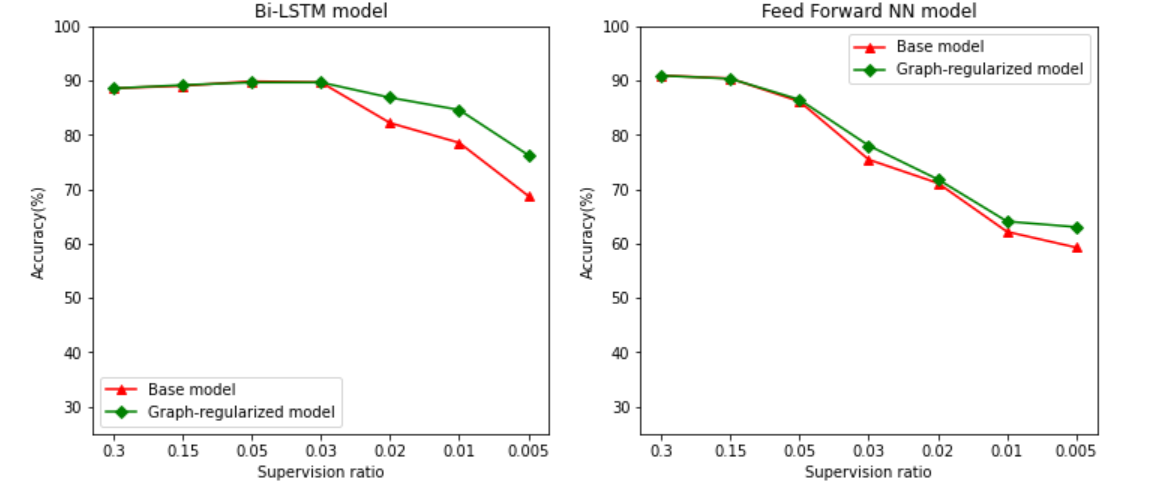 Bi-LSTM model
100
90
80
70
60
50
40
30
Accuracy(%)
Base model
Graph-regularized model
0.3 0.15 0.05 0.03 0.02 0.01 0.005
Supervision ratio
Feed Forward NN model
100
90
80
70
60
50
40
30
Accuracy(%)
Base model
Graph-regularized model
0.3 0.15 0.05 0.03 0.02 0.01 0.005
Supervision ratio